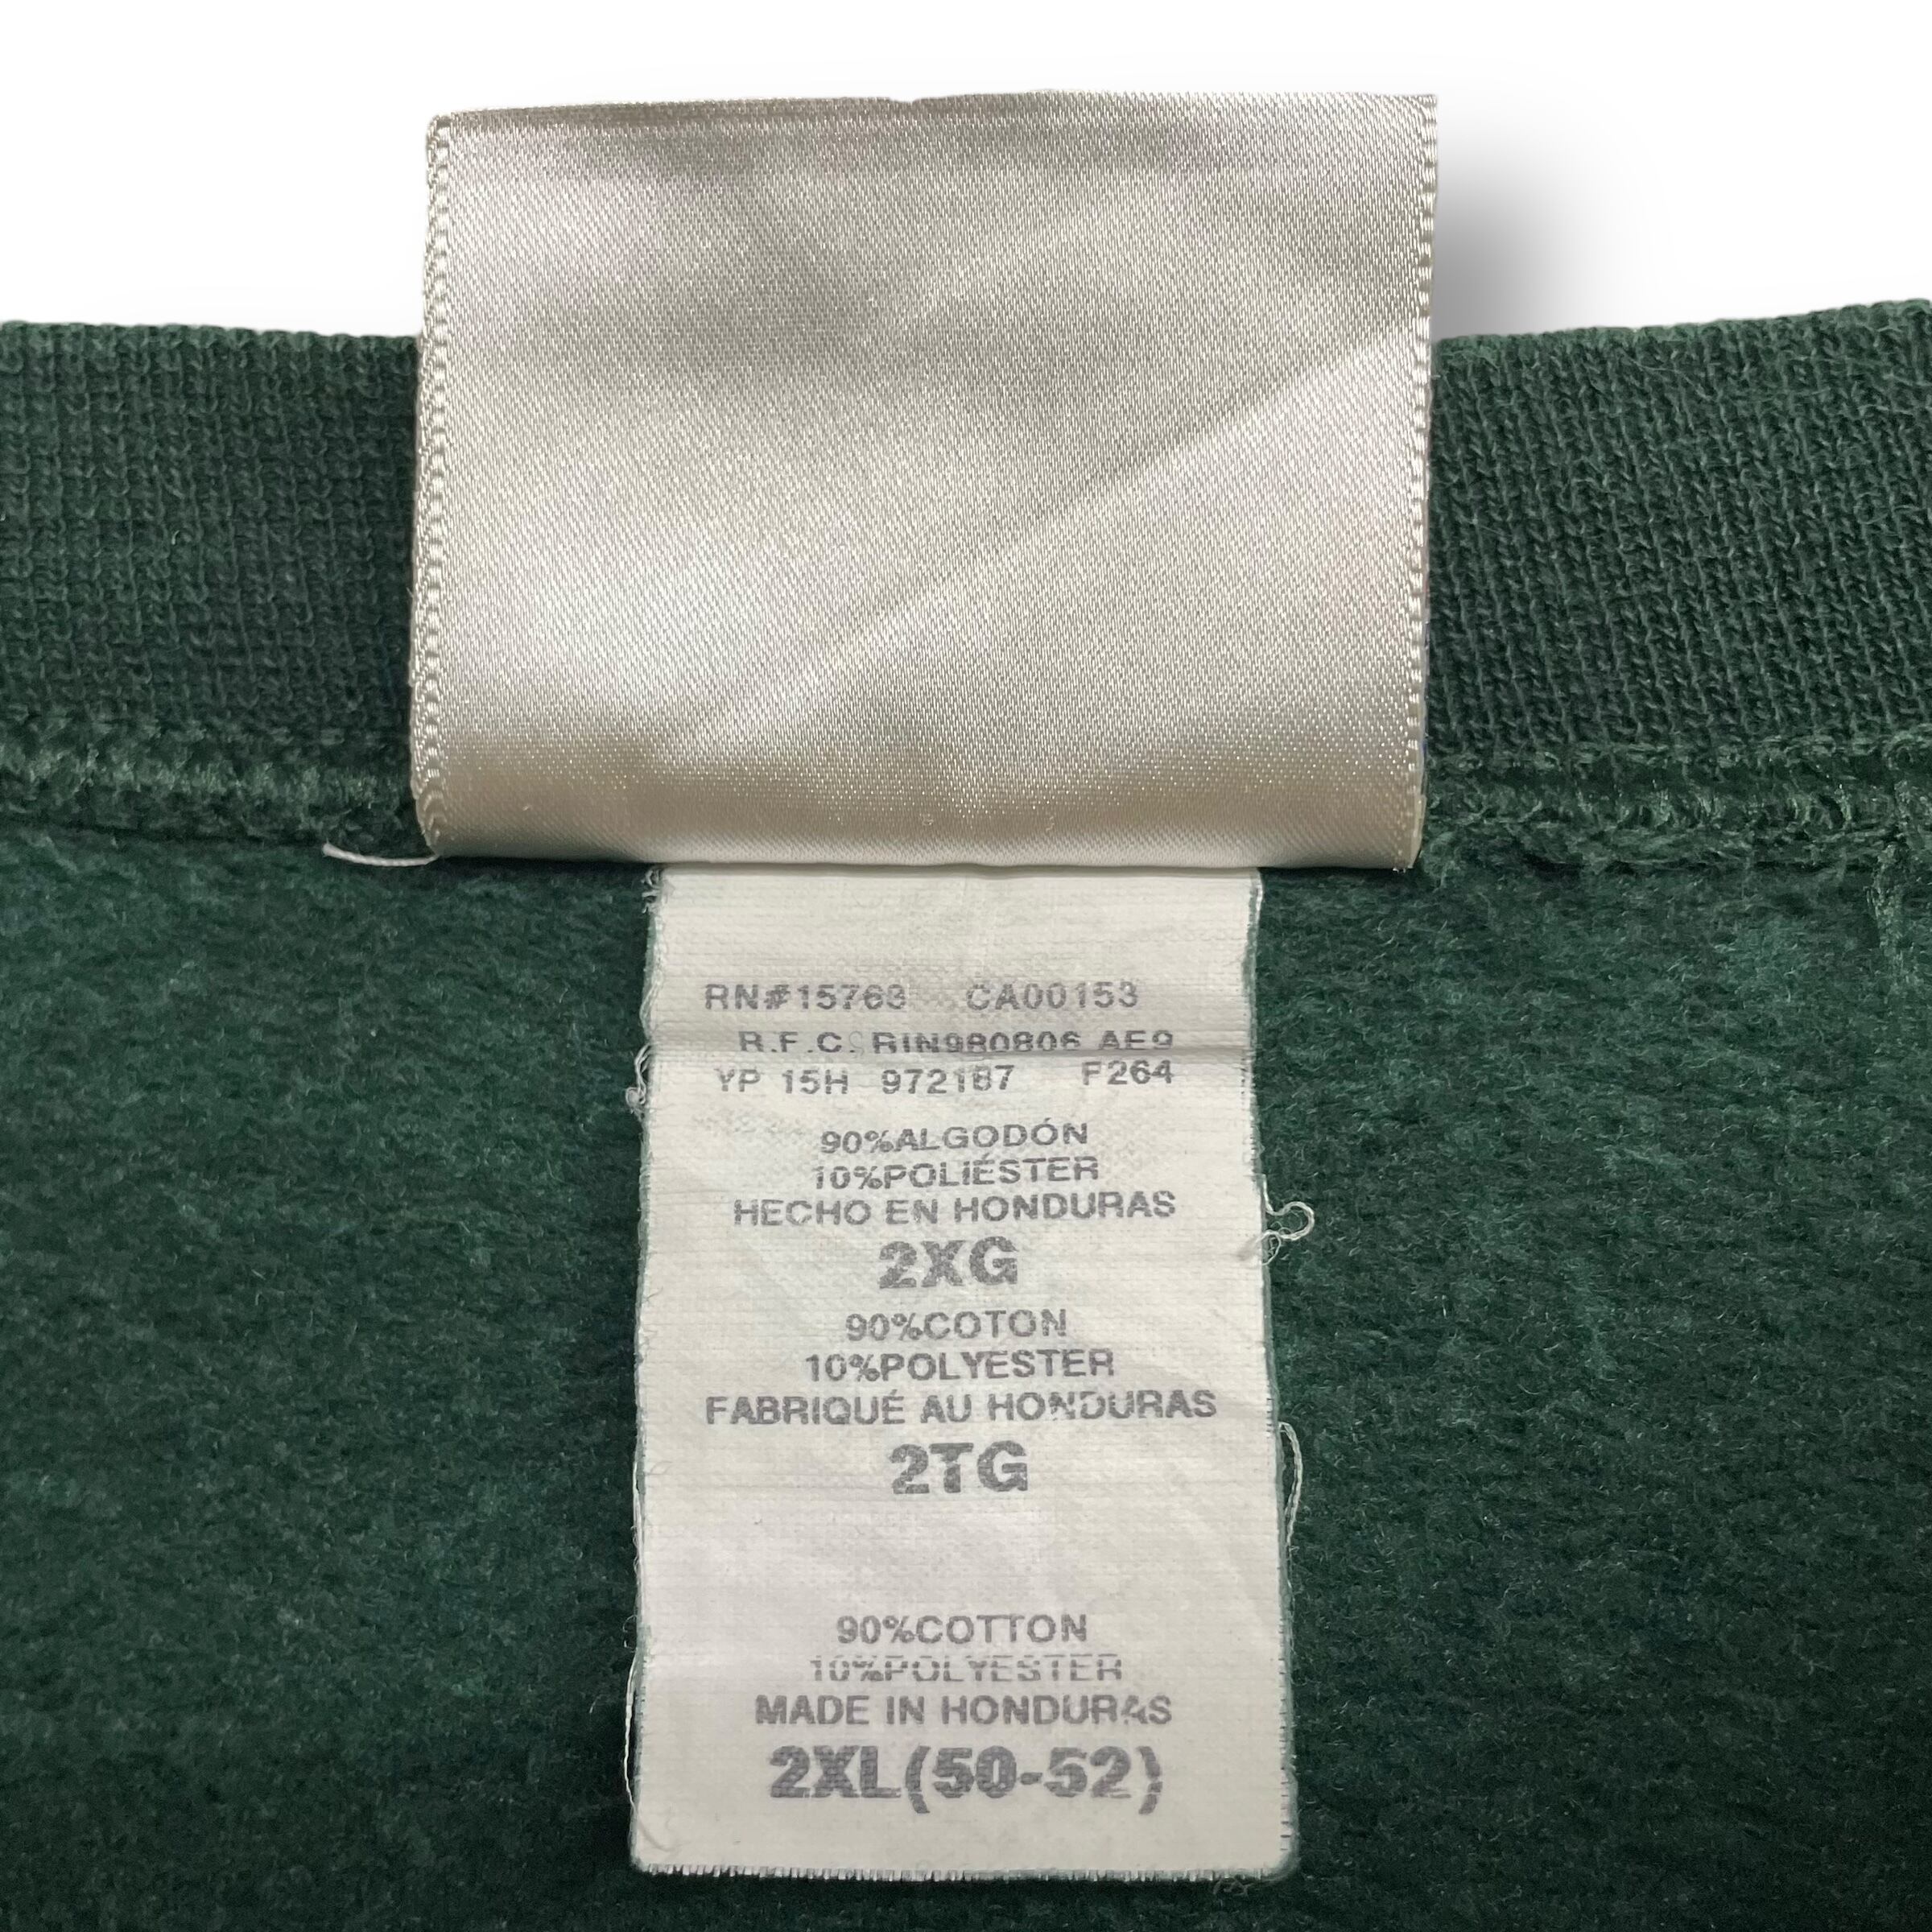 RN#15763 CA00153
R.F.C. RIN980806 AE9
YP 15H 972187 F264
90%ALGODÓN
10%POLIÉSTER
HECHO EN HONDURAS
2XG
90%COTON
10%POLYESTER
FABRIQUÉ AU HONDURAS
2TG
90%COTTON
10%POLYESTER
MADE IN HONDURAS
2XL(50-52)